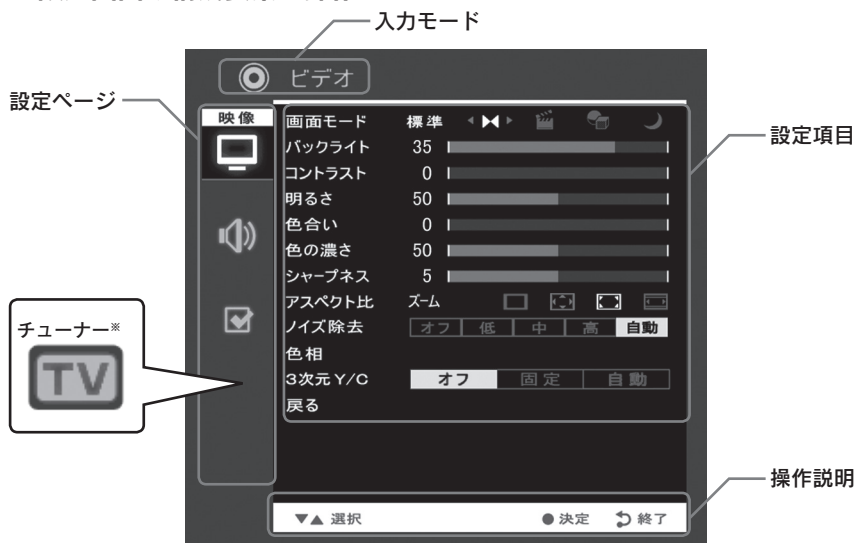 入力モード
ビデオ
設定ページ
映像
設定項目
画面モード 標準
バックライト 35
コントラスト 0
明るさ 50
色合い 0
色の濃さ 50
シャープネス 5
アスペクト比 ズーム
ノイズ除去 オフ 低 中 高 自動
色相
3次元Y/C オフ 固定 自動
戻る
チューナー※
TV
操作説明
▼▲ 選択 ●決定 終了